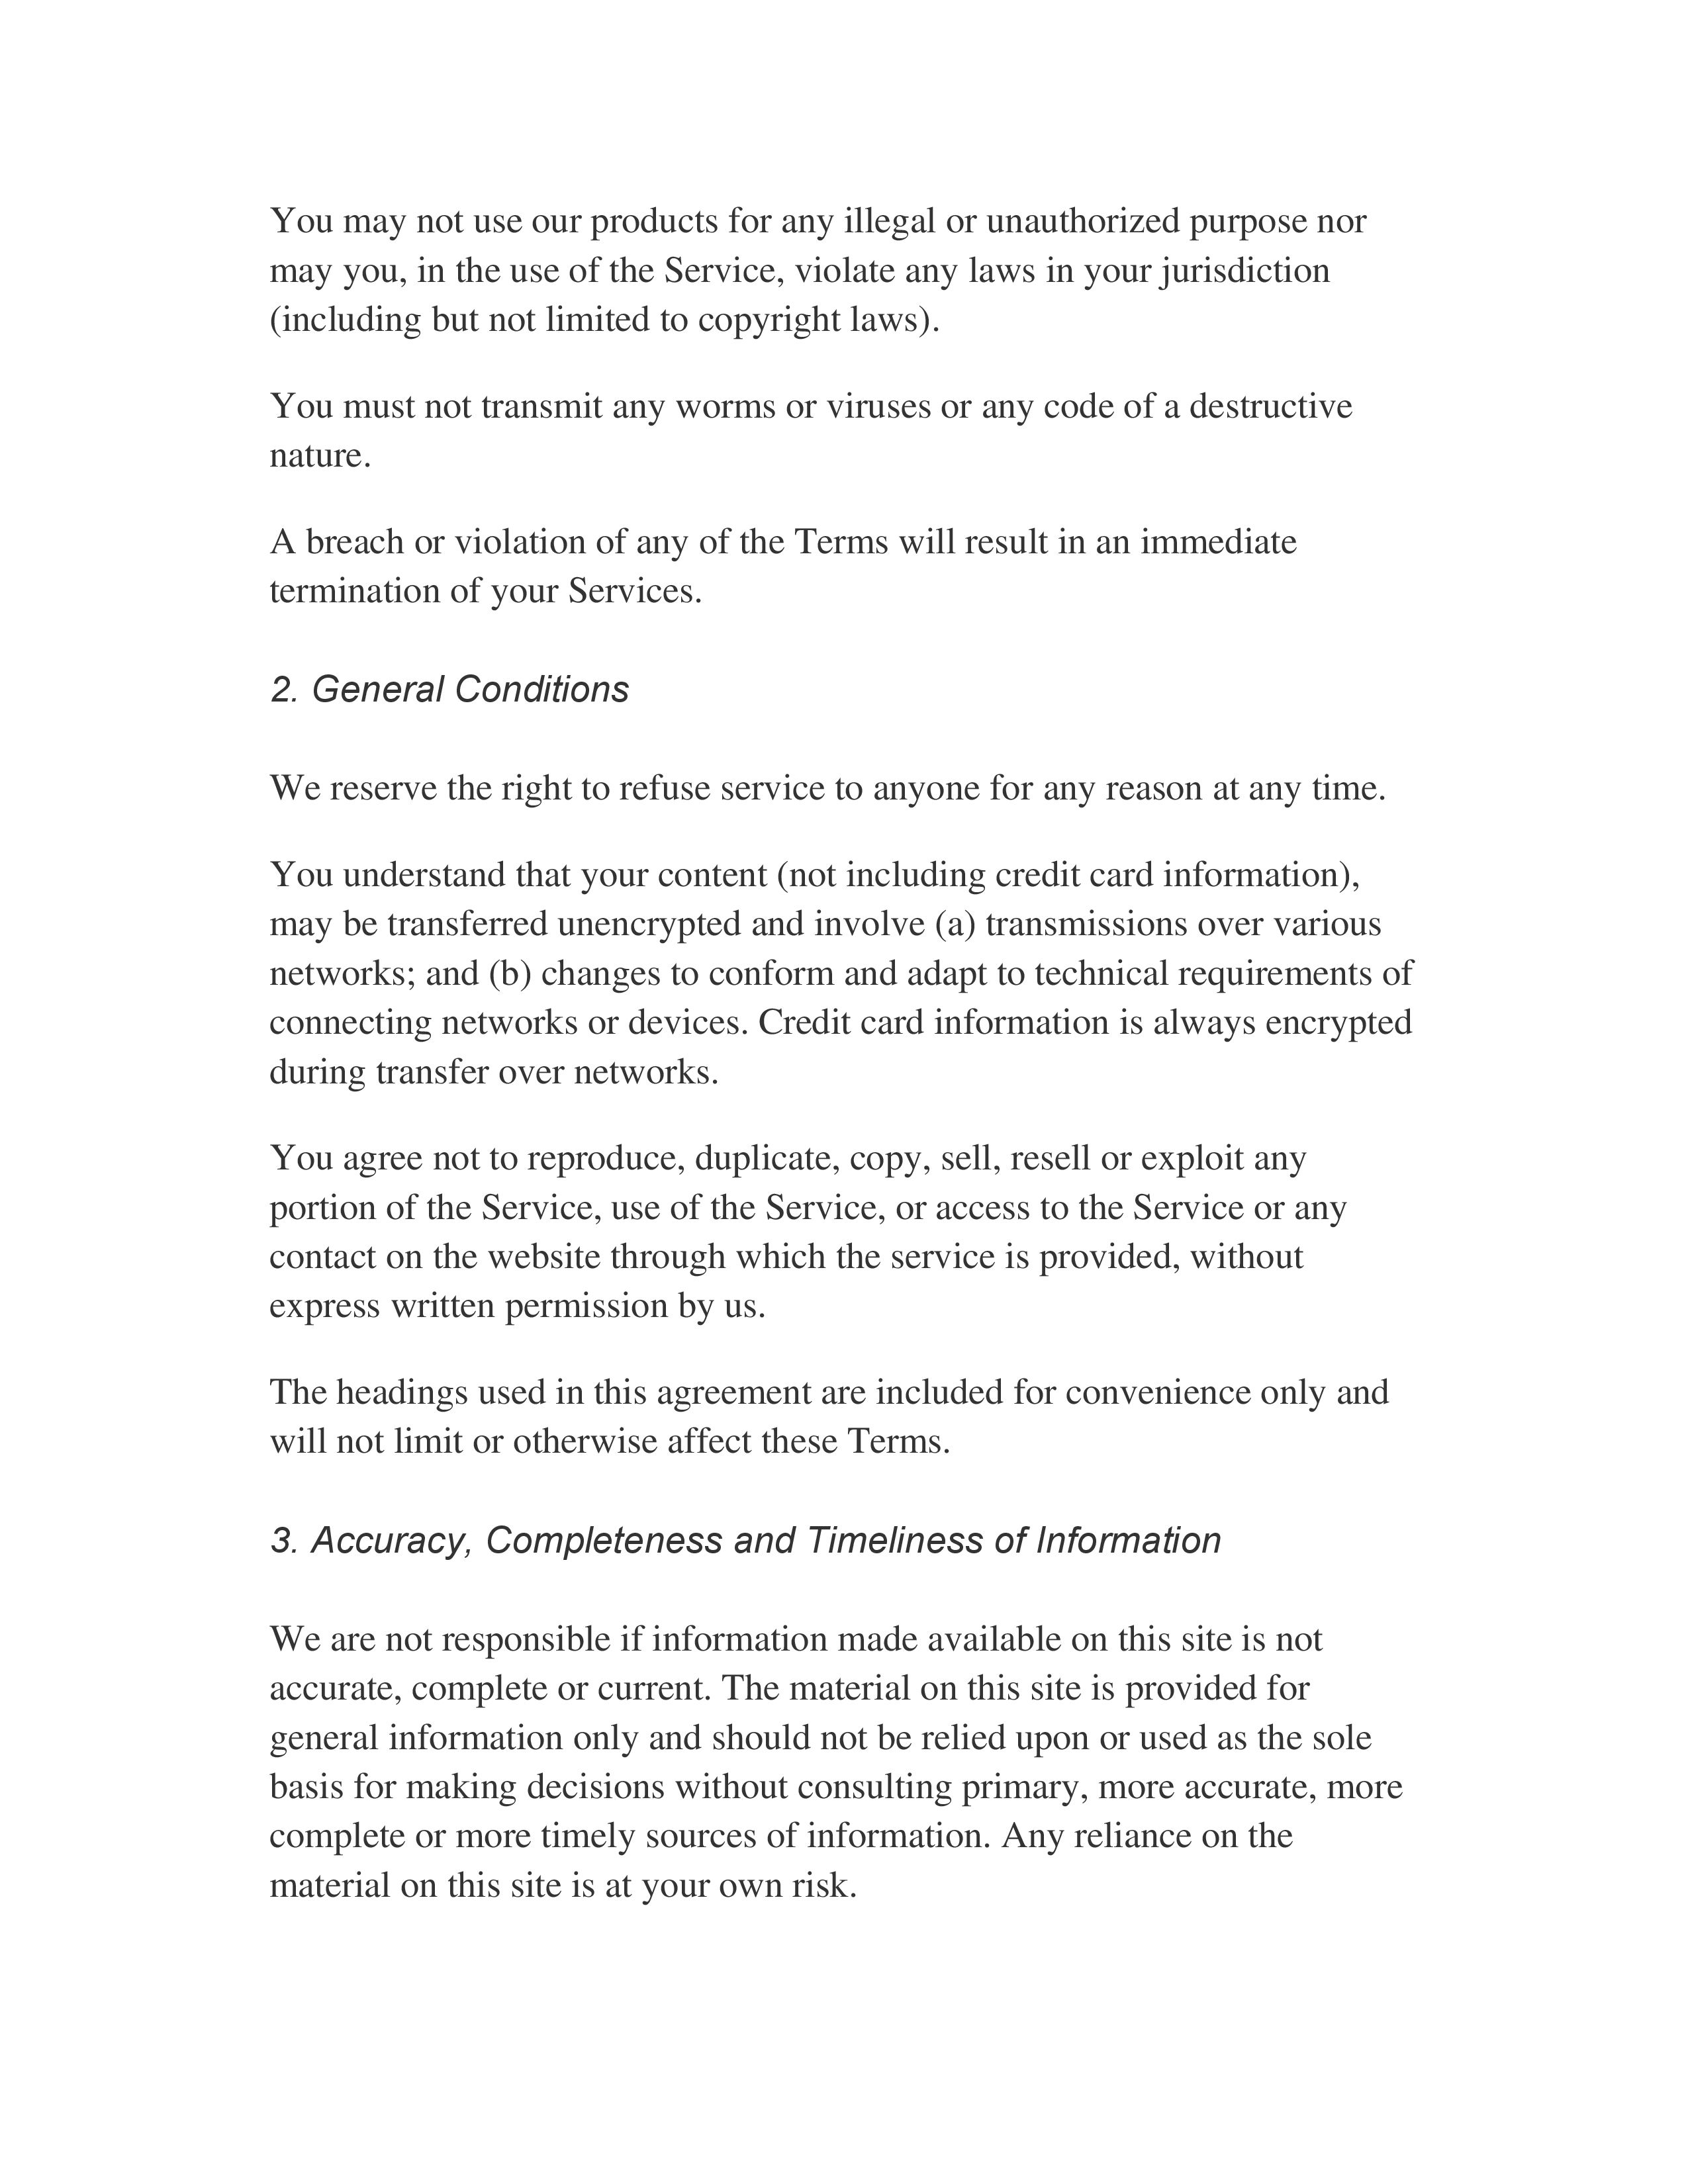 You may not use our products for any illegal or unauthorized purpose nor
may you, in the use of the Service, violate any laws in your jurisdiction
(including but not limited to copyright laws).
You must not transmit any worms or viruses or any code of a destructive
nature.
A breach or violation of any of the Terms will result in an immediate
termination of your Services.
2. General Conditions
We reserve the right to refuse service to anyone for any reason at any time.
You understand that your content (not including credit card information),
may be transferred unencrypted and involve (a) transmissions over various
networks; and (b) changes to conform and adapt to technical requirements of
connecting networks or devices. Credit card information is always encrypted
during transfer over networks.
You agree not to reproduce, duplicate, copy, sell, resell or exploit any
portion of the Service, use of the Service, or access to the Service or any
contact on the website through which the service is provided, without
express written permission by us.
The headings used in this agreement are included for convenience only and
will not limit or otherwise affect these Terms.
3. Accuracy, Completeness and Timeliness of Information
We are not responsible if information made available on this site is not
accurate, complete or current. The material on this site is provided for
general information only and should not be relied upon or used as the sole
basis for making decisions without consulting primary, more accurate, more
complete or more timely sources of information. Any reliance on the
material on this site is at your own risk.